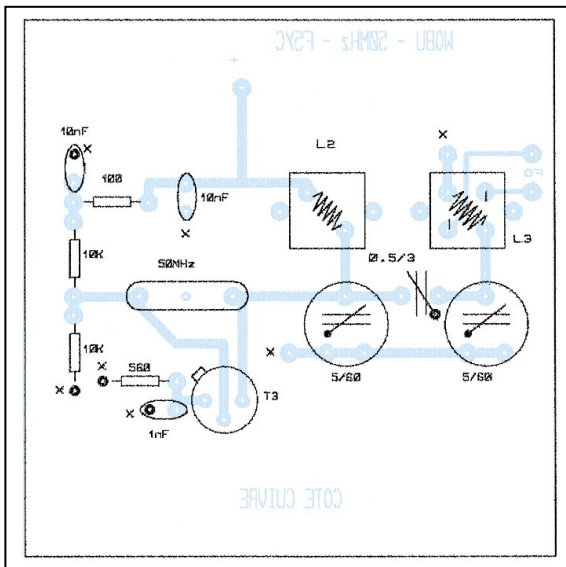 WOBU - 50MHz - F5YC
+
10nF
x
100
10nF
x
L2
x
FO
L3
10K
50MHz
0.5/3
10K
x
x
560
x
1nF
T3
x
5/60
5/60
COTE CUIVRE